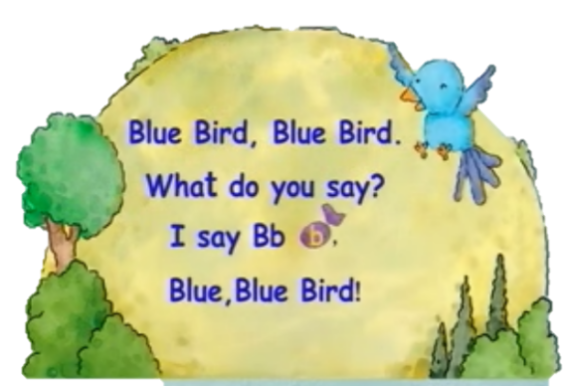 Blue Bird, Blue Bird.
What do you say?
I say Bb b.
Blue,Blue Bird!